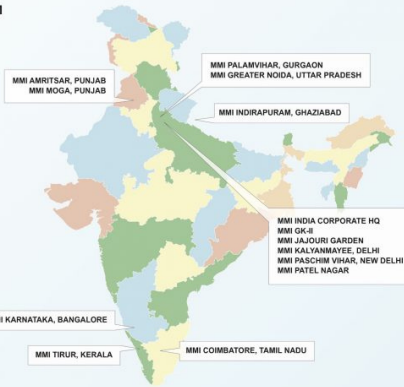 MMI PALAMVIHAR, GURGAON
MMI GREATER NOIDA, UTTAR PRADESH
MMI AMRITSAR, PUNJAB
MMI MOGA, PUNJAB
MMI INDIRAPURAM, GHAZIABAD
MMI INDIA CORPORATE HQ
MMI GK-II
MMI JAJOURI GARDEN
MMI KALYANMAYEE, DELHI
MMI PASCHIM VIHAR, NEW DELHI
MMI PATEL NAGAR
KARNATAKA, BANGALORE
MMI TIRUR, KERALA
MMI COIMBATORE, TAMIL NADU